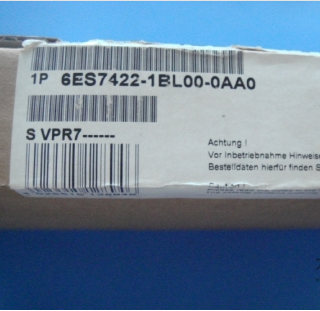 1P 6ES7422-1BL00-0AA0
S VPR7------
Achtung !
Vor Inbetriebnahme Hinweise
Bestelldaten hierfür finden S